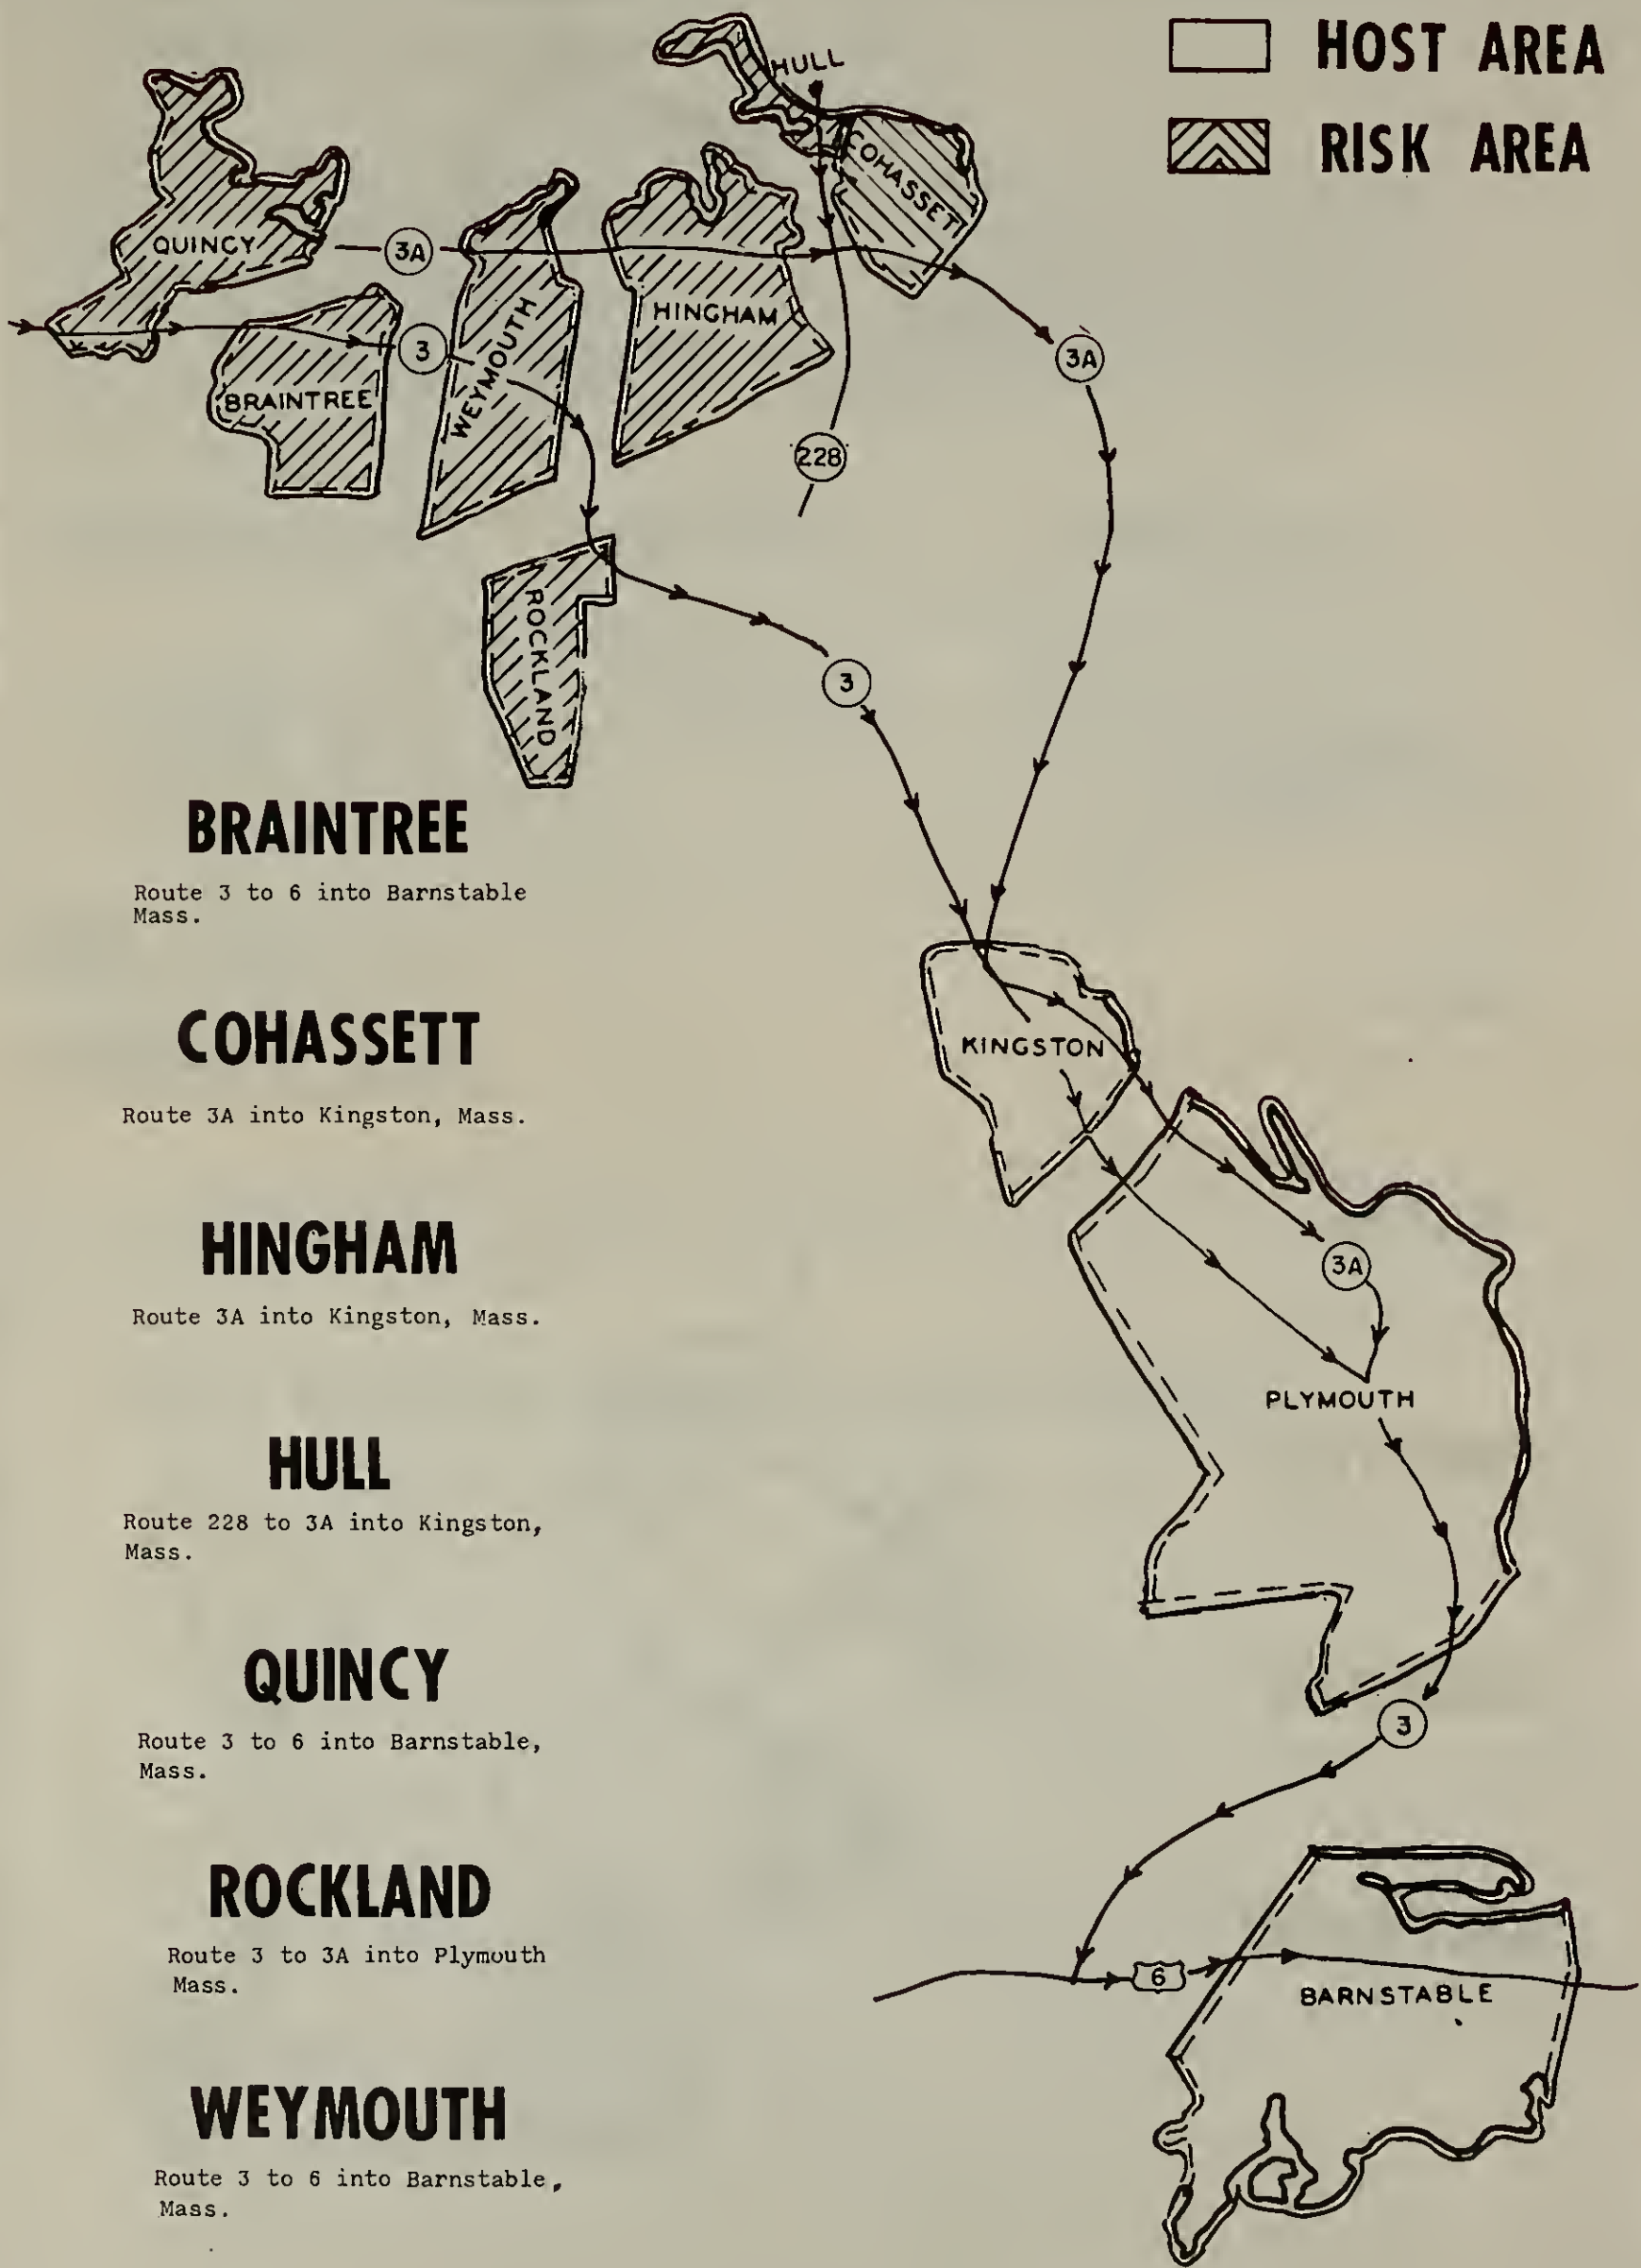 HOST AREA
RISK AREA
HULL
COHASSET
QUINCY
3A
HINGHAM
WEYMOUTH
3
3A
BRAINTREE
228
ROCKLAND
3
BRAINTREE
Route 3 to 6 into Barnstable
Mass.
COHASSETT
Route 3A into Kingston, Mass.
HINGHAM
Route 3A into Kingston, Mass.
HULL
Route 228 to 3A into Kingston,
Mass.
QUINCY
Route 3 to 6 into Barnstable,
Mass.
ROCKLAND
Route 3 to 3A into Plymouth
Mass.
WEYMOUTH
Route 3 to 6 into Barnstable,
Mass.
KINGSTON
3A
PLYMOUTH
3
6
BARNSTABLE